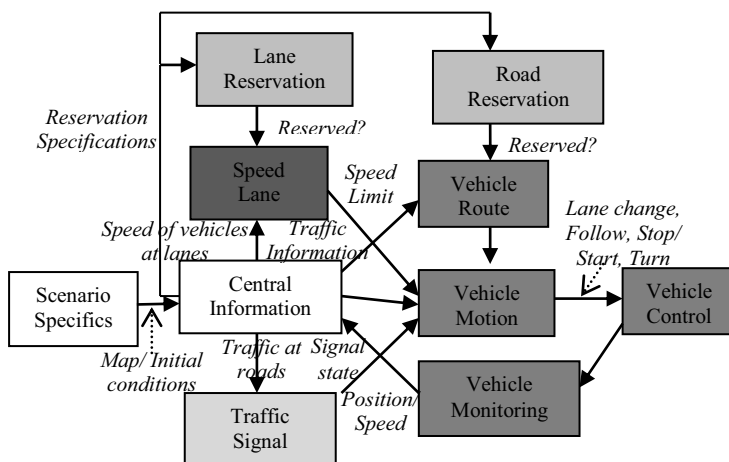 Lane
Reservation
Road
Reservation
Reservation
Specifications
Reserved?
Reserved?
Speed
Lane
Speed
Limit
Vehicle
Route
Speed of vehicles
at lanes
Traffic
Information
Lane change,
Follow, Stop/
Start, Turn
Scenario
Specifics
Central
Information
Vehicle
Motion
Vehicle
Control
Map/ Initial
conditions
Traffic at
roads
Signal
state
Position/
Speed
Vehicle
Monitoring
Traffic
Signal